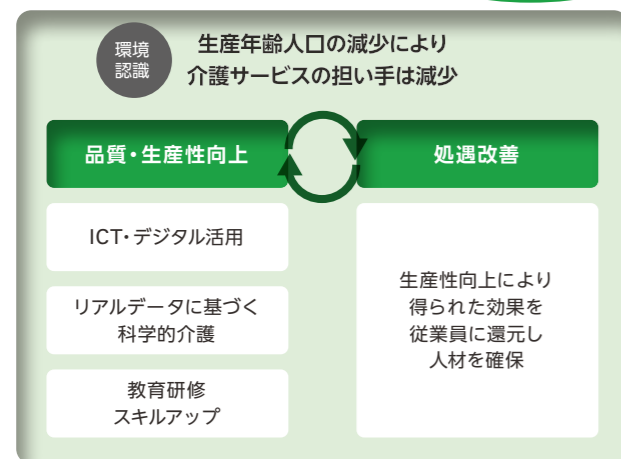 環境
認識
生産年齢人口の減少により
介護サービスの担い手は減少
品質・生産性向上
処遇改善
ICT・デジタル活用
リアルデータに基づく
科学的介護
教育研修
スキルアップ
生産性向上により
得られた効果を
従業員に還元し
人材を確保